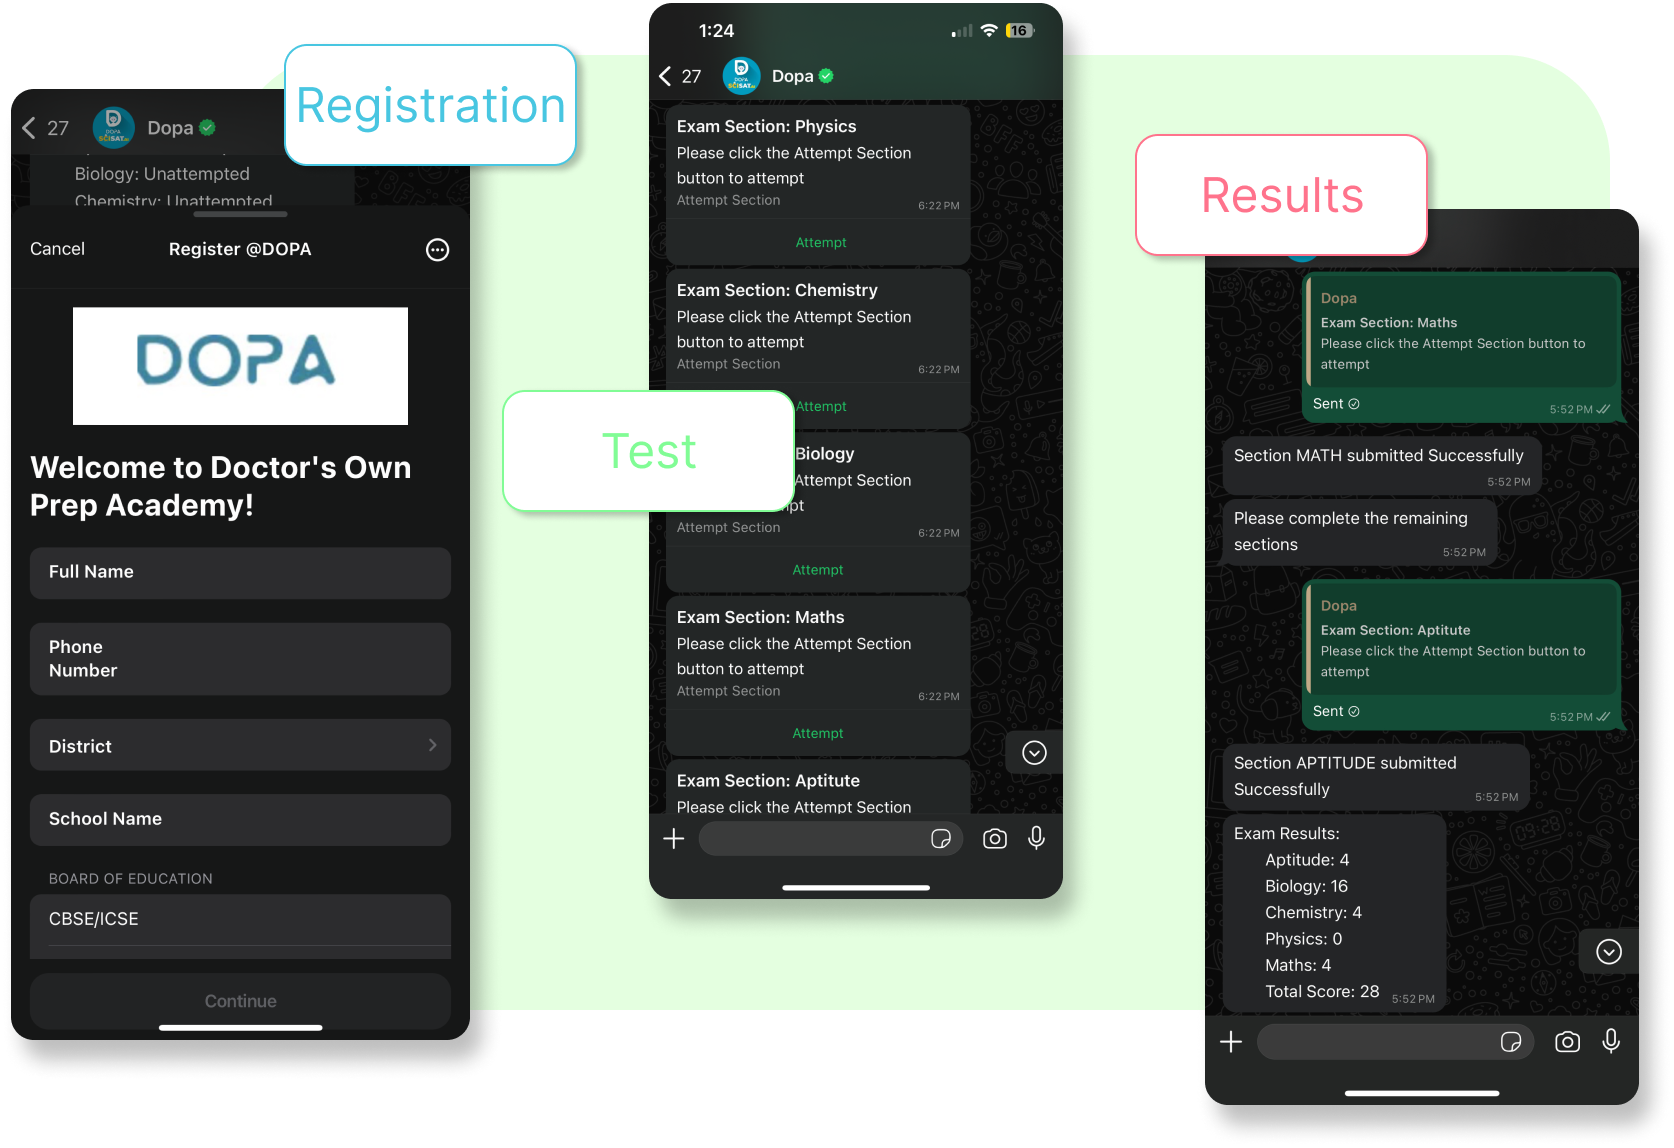 Registration
27
Dopa
Biology: Unattempted
Chemistry: Unattempted
Cancel
Register @DOPA
DOPA
Welcome to Doctor's Own
Prep Academy!
Full Name
Phone
Number
District
School Name
BOARD OF EDUCATION
CBSE/ICSE
Continue
Test
1:24
16
27
DOPA
SCISAT
Dopa
Exam Section: Physics
Please click the Attempt Section
button to attempt
Attempt Section
6:22 PM
Attempt
Exam Section: Chemistry
Please click the Attempt Section
button to attempt
Attempt Section
6:22 PM
Attempt
Biology
Attempt Section
Attempt Section
6:22 PM
Attempt
Exam Section: Maths
Please click the Attempt Section
button to attempt
Attempt Section
6:22 PM
Attempt
Exam Section: Aptitute
Please click the Attempt Section
Results
Dopa
Exam Section: Maths
Please click the Attempt Section button to
attempt
Sent
5:52 PM
Section MATH submitted Successfully
5:52 PM
Please complete the remaining
sections
5:52 PM
Dopa
Exam Section: Aptitute
Please click the Attempt Section button to
attempt
Sent
5:52 PM
Section APTITUDE submitted
Successfully
5:52 PM
Exam Results:
Aptitude: 4
Biology: 16
Chemistry: 4
Physics: 0
Maths: 4
Total Score: 28
5:52 PM